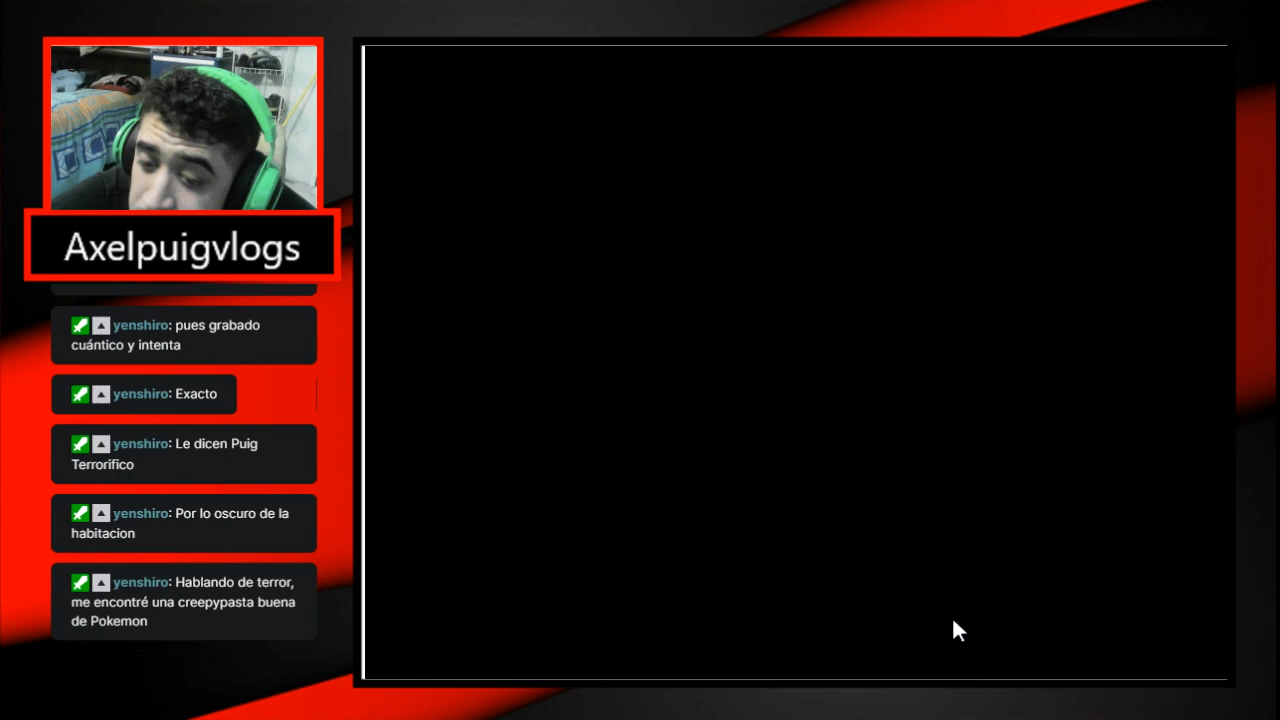 Axelpuigvlogs
yenshiro: pues grabado
cuántico y intenta
yenshiro: Exacto
yenshiro: Le dicen Puig
Terrorifico
yenshiro: Por lo oscuro de la
habitacion
yenshiro: Hablando de terror,
me encontré una creepypasta buena
de Pokemon